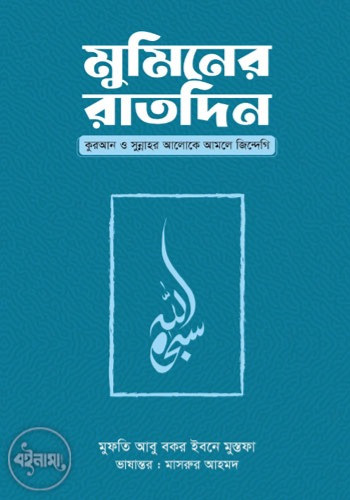 মুমিনের
রাতদিন
কুরআন ও সুন্নাহর আলোকে আমলে জিন্দেগি
سبحان الله
মুফতি আবু বকর ইবনে মুস্তফা
ভাষান্তর : মাসরুর আহমদ
বইনামা